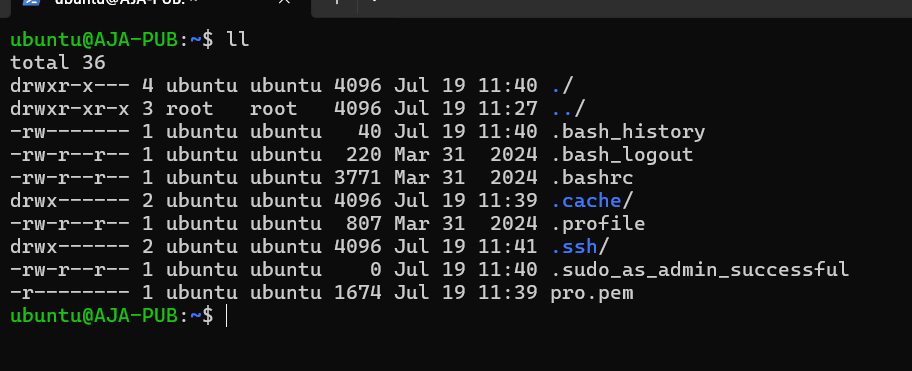 ubuntu@AJA-PUB: ~
ubuntu@AJA-PUB:~$ ll
total 36
drwxr-x--- 4 ubuntu ubuntu 4096 Jul 19 11:40 ./
drwxr-xr-x 3 root   root   4096 Jul 19 11:27 ../
-rw------- 1 ubuntu ubuntu   40 Jul 19 11:40 .bash_history
-rw-r--r-- 1 ubuntu ubuntu  220 Mar 31  2024 .bash_logout
-rw-r--r-- 1 ubuntu ubuntu 3771 Mar 31  2024 .bashrc
drwx------ 2 ubuntu ubuntu 4096 Jul 19 11:39 .cache/
-rw-r--r-- 1 ubuntu ubuntu  807 Mar 31  2024 .profile
drwx------ 2 ubuntu ubuntu 4096 Jul 19 11:41 .ssh/
-rw-r--r-- 1 ubuntu ubuntu    0 Jul 19 11:40 .sudo_as_admin_successful
-r-------- 1 ubuntu ubuntu 1674 Jul 19 11:39 pro.pem
ubuntu@AJA-PUB:~$